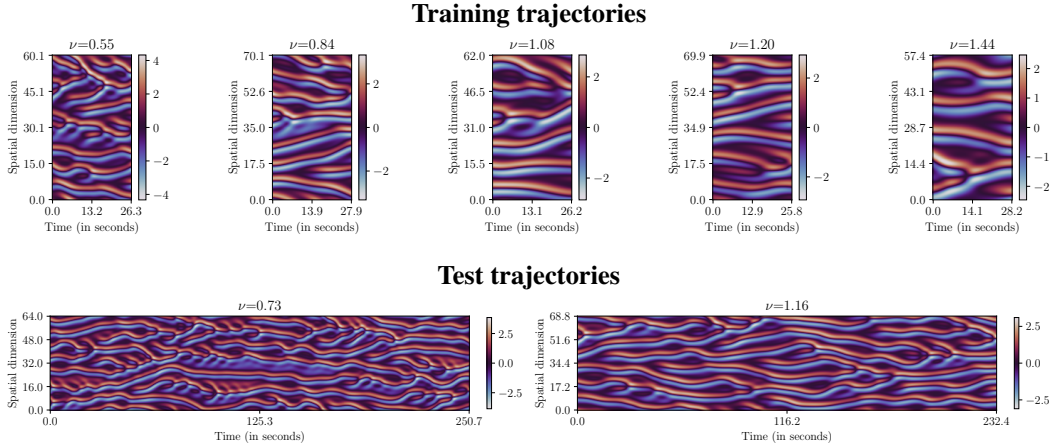 Training trajectories
ν=0.55
60.1
45.1
30.1
15.0
0.0
0.0 13.2 26.3
Spatial dimension
Time (in seconds)
4
2
0
−2
−4
ν=0.84
70.1
52.6
35.0
17.5
0.0
0.0 13.9 27.9
Spatial dimension
Time (in seconds)
2
0
−2
ν=1.08
62.0
46.5
31.0
15.5
0.0
0.0 13.1 26.2
Spatial dimension
Time (in seconds)
2
0
−2
ν=1.20
69.9
52.4
34.9
17.5
0.0
0.0 12.9 25.8
Spatial dimension
Time (in seconds)
2
0
−2
ν=1.44
57.4
43.1
28.7
14.4
0.0
0.0 14.1 28.2
Spatial dimension
Time (in seconds)
2
1
0
−1
−2
Test trajectories
ν=0.73
64.0
48.0
32.0
16.0
0.0
0.0 125.3 250.7
Spatial dimension
Time (in seconds)
2.5
0.0
−2.5
ν=1.16
68.8
51.6
34.4
17.2
0.0
0.0 116.2 232.4
Spatial dimension
Time (in seconds)
2.5
0.0
−2.5